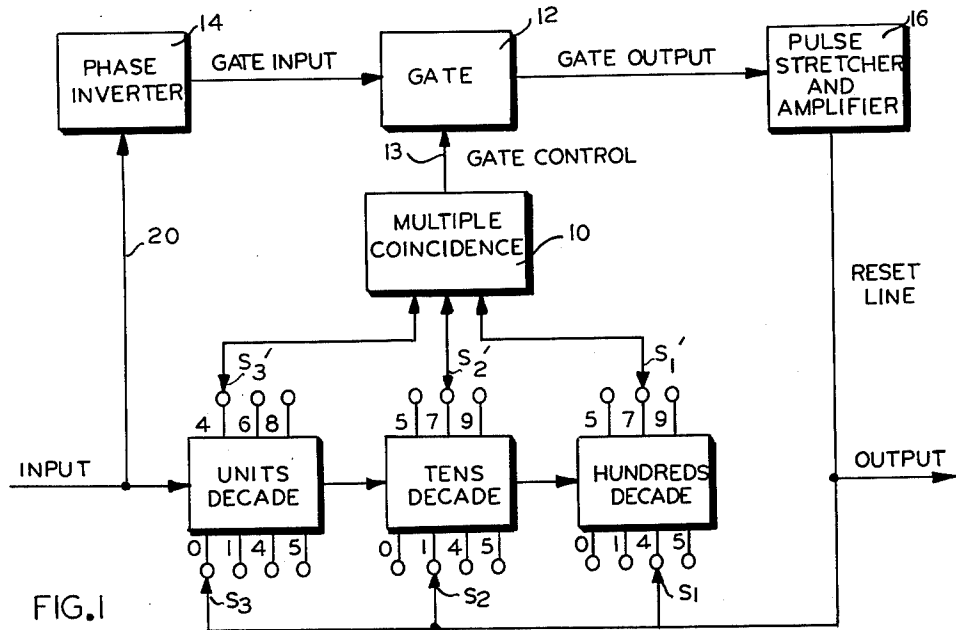 14
PHASE
INVERTER
GATE INPUT
12
GATE
GATE OUTPUT
16
PULSE
STRETCHER
AND
AMPLIFIER
13
GATE CONTROL
20
MULTIPLE
COINCIDENCE
10
RESET
LINE
S3′
S2′
S1′
4 6 8
5 7 9
5 7 9
INPUT
UNITS
DECADE
TENS
DECADE
HUNDREDS
DECADE
OUTPUT
0 1 4 5
0 1 4 5
0 1 4 5
S3
S2
S1
FIG.1